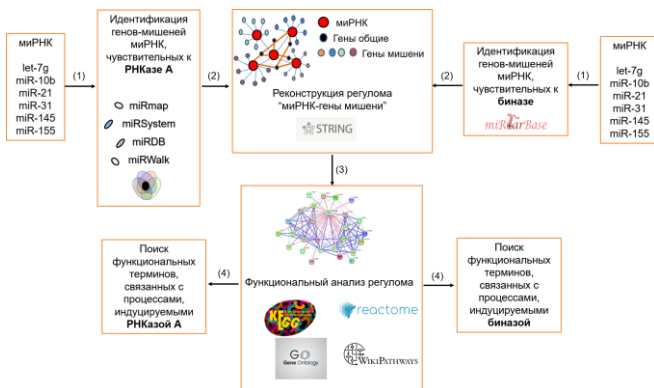 миРНК
let-7g
miR-10b
miR-21
miR-31
miR-145
miR-155
(1)
Идентификация
генов-мишеней
миРНК,
чувствительных к
РНКазе А
miRmap
miRSystem
miRDB
miRWalk
(2)
миРНК
Гены общие
Гены мишени
Реконструкция регулома
“миРНК-гены мишени”
STRING
(2)
Идентификация
генов-мишеней
миРНК,
чувствительных к
биназе
miRTarBase
(1)
миРНК
let-7g
miR-10b
miR-21
miR-31
miR-145
miR-155
(3)
Функциональный анализ регулома
KEGG
reactome
GO
Gene Ontology
WIKIPATHWAYS
(4)
Поиск
функциональных
терминов,
связанных с
процессами,
индуцируемыми
РНКазой А
(4)
Поиск
функциональных
терминов,
связанных с
процессами,
индуцируемыми
биназой